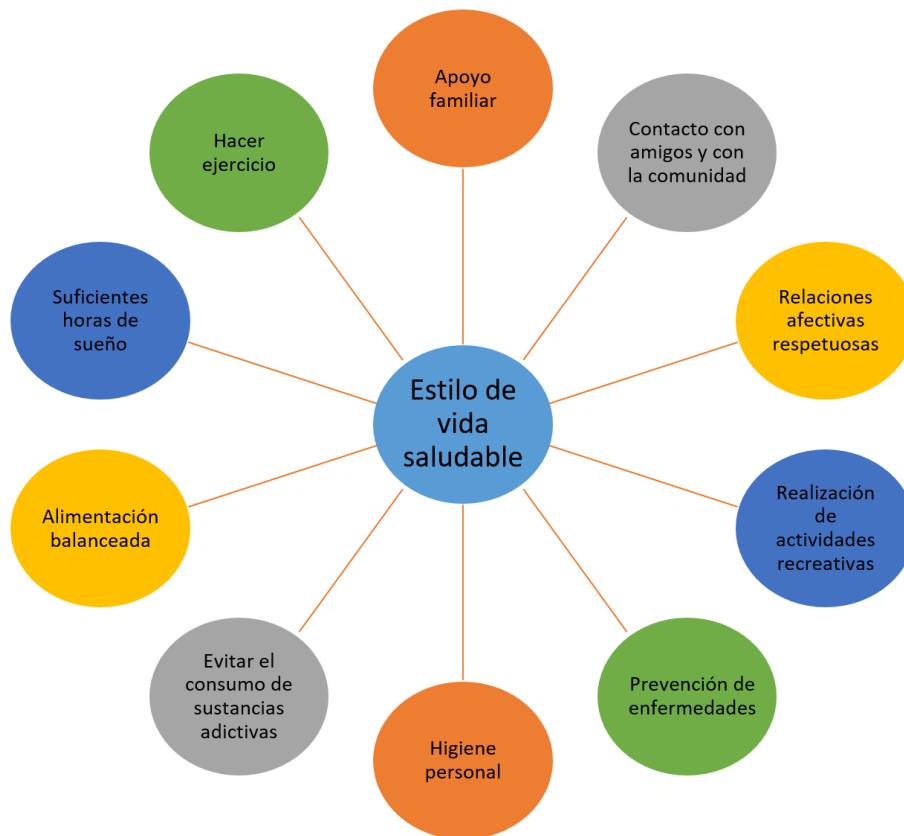 Apoyo
familiar
Contacto con
amigos y con
la comunidad
Relaciones
afectivas
respetuosas
Realización
de
actividades
recreativas
Prevención de
enfermedades
Higiene
personal
Evitar el
consumo de
sustancias
adictivas
Alimentación
balanceada
Suficientes
horas de
sueño
Hacer
ejercicio
Estilo de
vida
saludable